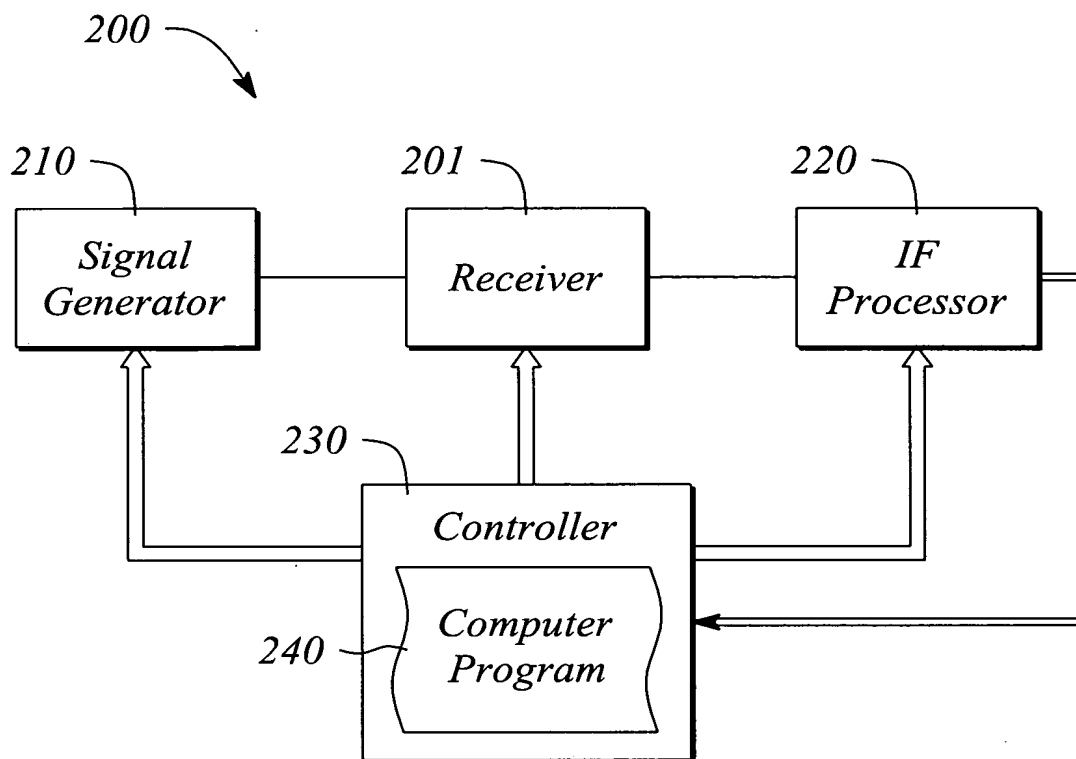 200
210
201
220
Signal
Generator
Receiver
IF
Processor
230
Controller
240
Computer
Program